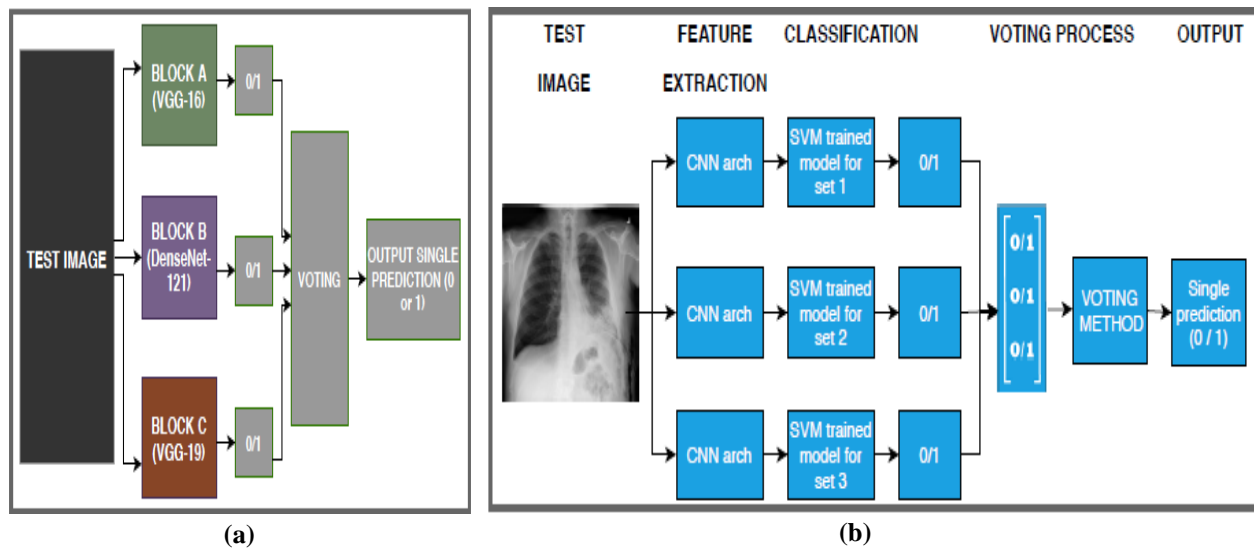 TEST IMAGE
BLOCK A
(VGG-16)
0/1
BLOCK B
(DenseNet-
121)
0/1
BLOCK C
(VGG-19)
0/1
VOTING
OUTPUT SINGLE
PREDICTION (0
or 1)
(a)
TEST
IMAGE
FEATURE
EXTRACTION
CLASSIFICATION
VOTING PROCESS
OUTPUT
CNN arch
SVM trained
model for
set 1
0/1
CNN arch
SVM trained
model for
set 2
0/1
CNN arch
SVM trained
model for
set 3
0/1
0/1
0/1
0/1
VOTING
METHOD
Single
prediction
(0 / 1)
(b)